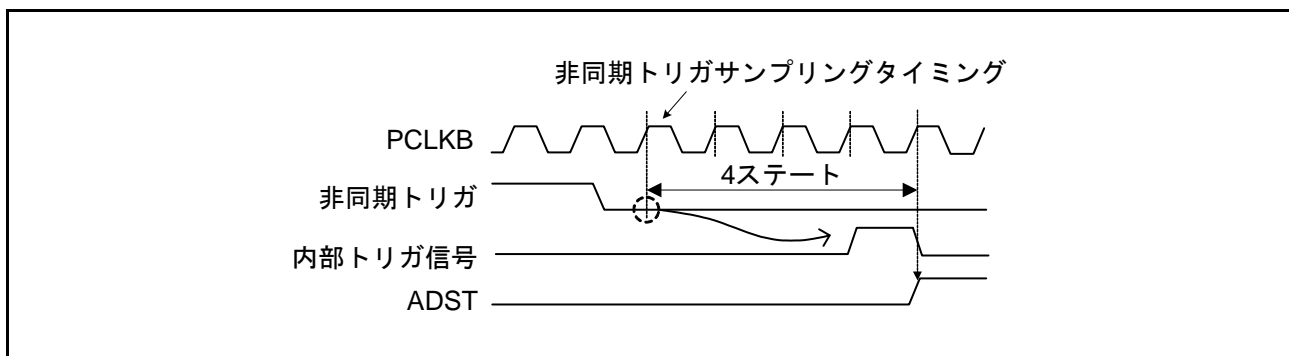 非同期トリガサンプリングタイミング
PCLKB
4ステート
非同期トリガ
内部トリガ信号
ADST